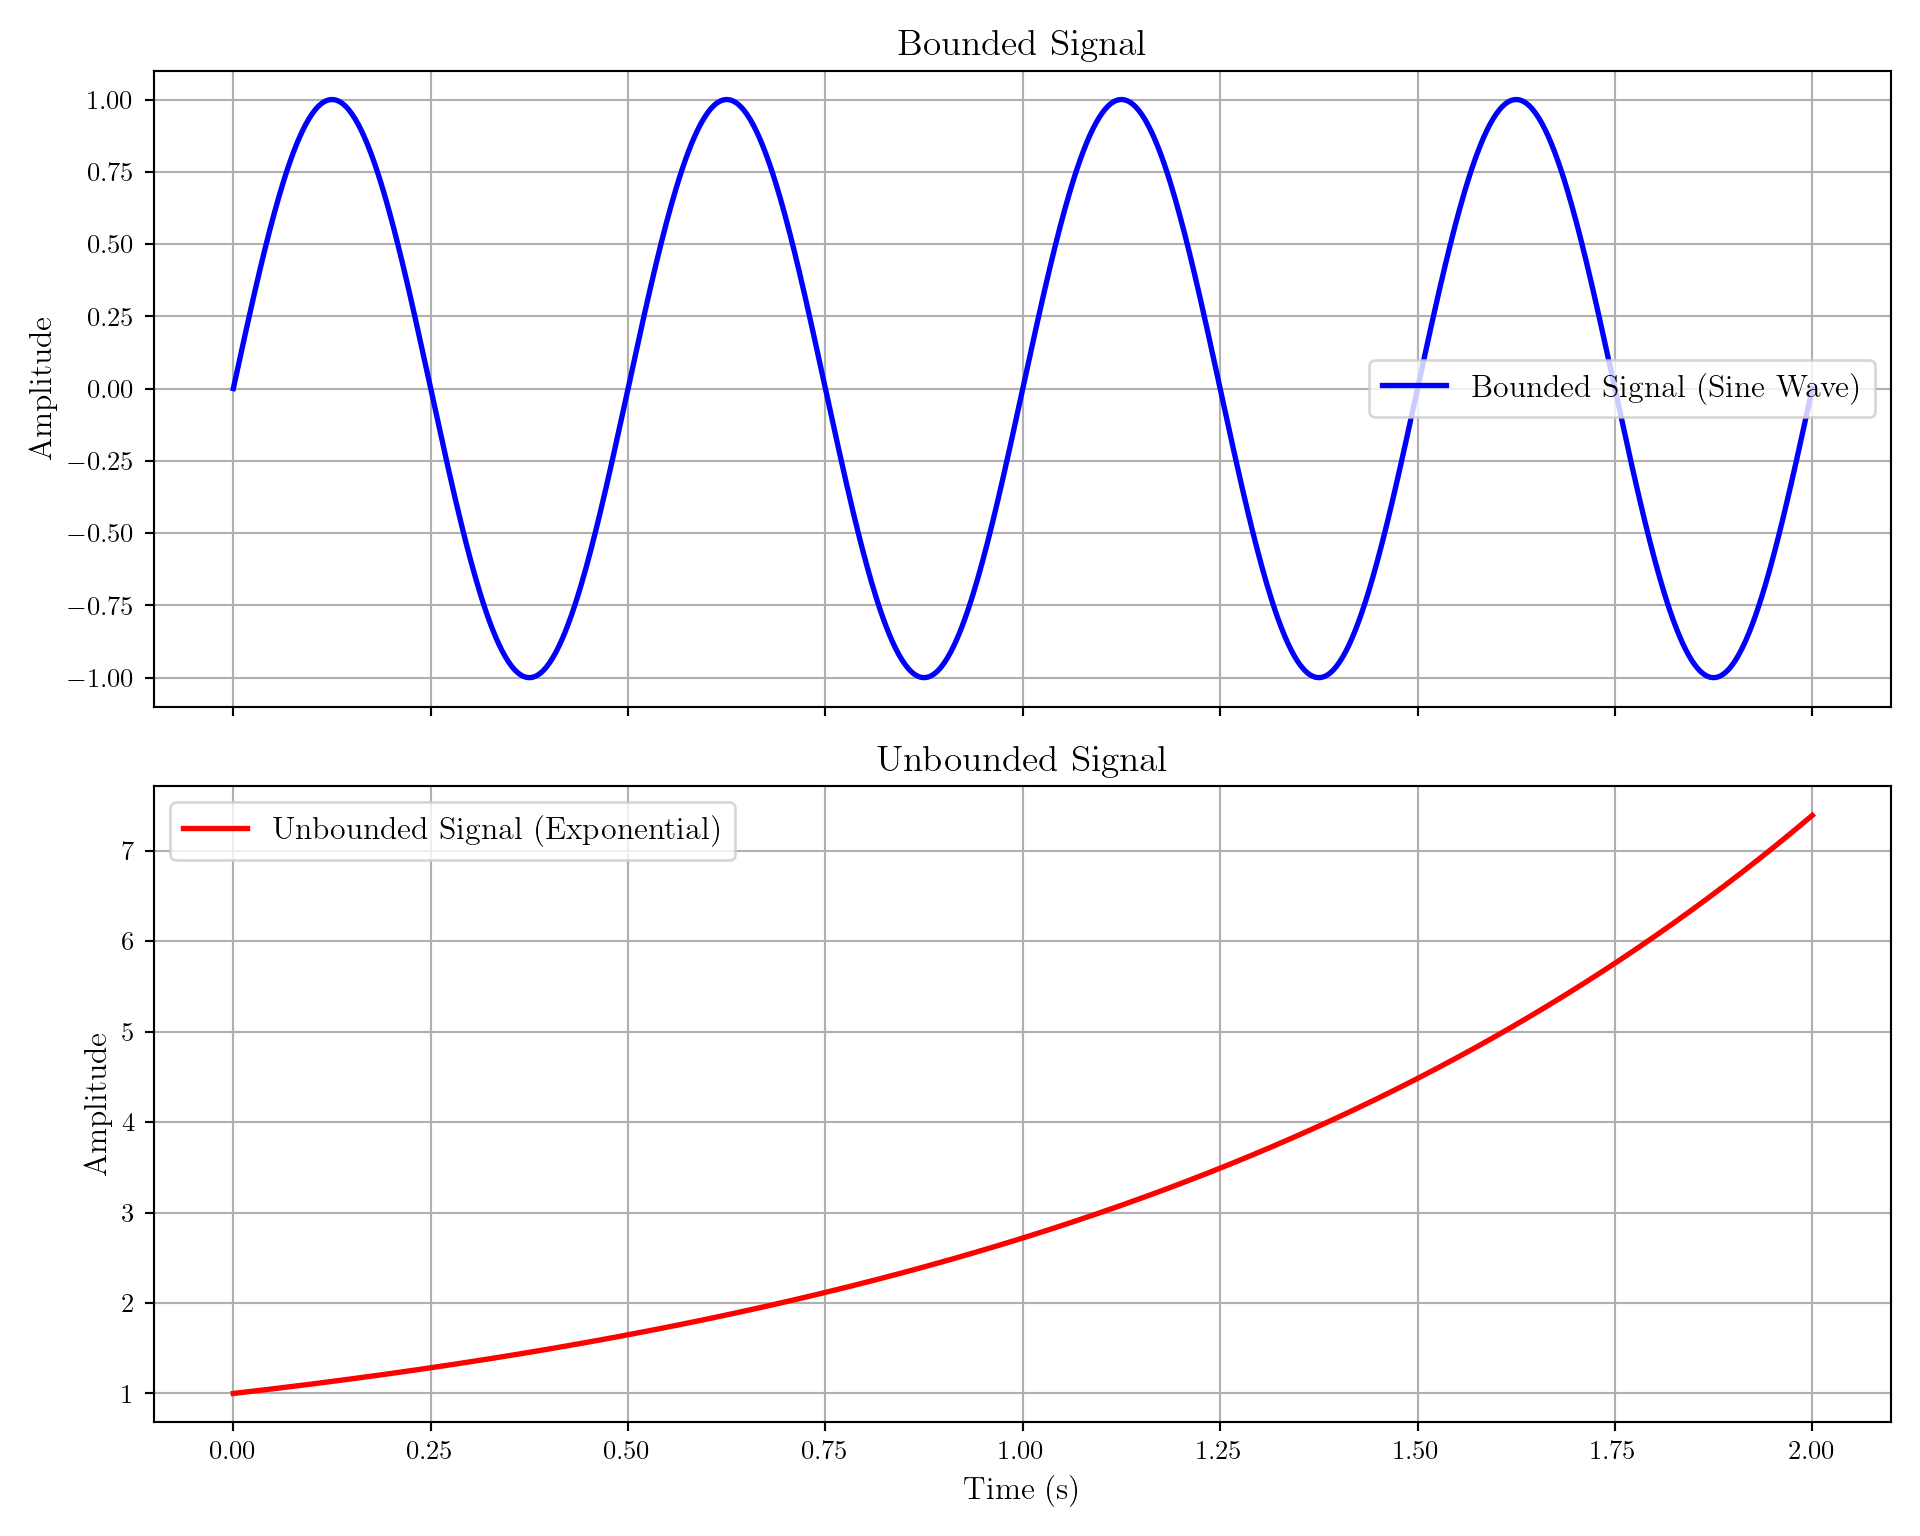 Bounded Signal
1.00
0.75
0.50
0.25
0.00
−0.25
−0.50
−0.75
−1.00
Amplitude
Bounded Signal (Sine Wave)
Unbounded Signal
Unbounded Signal (Exponential)
7
6
5
4
3
2
1
Amplitude
0.00 0.25 0.50 0.75 1.00 1.25 1.50 1.75 2.00
Time (s)